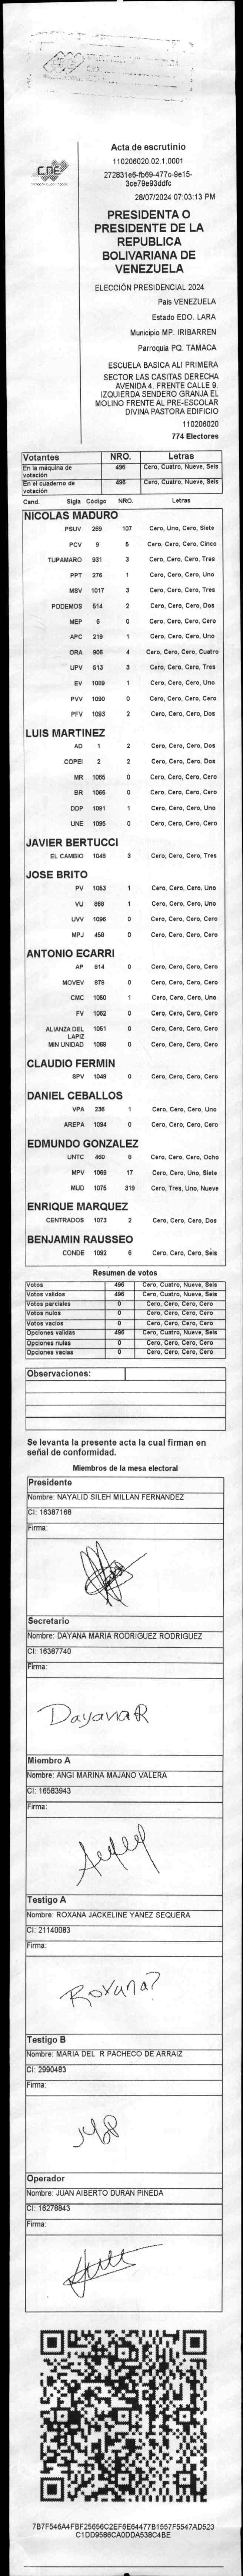 CNE
Acta de escrutinio
110206020.02.1.0001
272831e6-fb69-477c-9e15-
3ce79e93ddfc
28/07/2024 07:03:13 PM
PRESIDENTA O
PRESIDENTE DE LA
REPUBLICA
BOLIVARIANA DE
VENEZUELA
ELECCIÓN PRESIDENCIAL 2024
País VENEZUELA
Estado EDO. LARA
Municipio MP. IRIBARREN
Parroquia PQ. TAMACA
ESCUELA BASICA ALI PRIMERA
SECTOR LAS CASITAS DERECHA
AVENIDA 4. FRENTE CALLE 9.
IZQUIERDA SENDERO GRANJA EL
MOLINO FRENTE AL PRE-ESCOLAR
DIVINA PASTORA EDIFICIO
110206020
774 Electores
Votantes NRO. Letras
En la máquina de votación 496 Cero, Cuatro, Nueve, Seis
En el cuaderno de votación 496 Cero, Cuatro, Nueve, Seis
Cand. Sigla Código NRO. Letras
NICOLAS MADURO
PSUV 269 107 Cero, Uno, Cero, Siete
PCV 9 5 Cero, Cero, Cero, Cinco
TUPAMARO 931 3 Cero, Cero, Cero, Tres
PPT 276 1 Cero, Cero, Cero, Uno
MSV 1017 3 Cero, Cero, Cero, Tres
PODEMOS 514 2 Cero, Cero, Cero, Dos
MEP 6 0 Cero, Cero, Cero, Cero
APC 219 1 Cero, Cero, Cero, Uno
ORA 906 4 Cero, Cero, Cero, Cuatro
UPV 513 3 Cero, Cero, Cero, Tres
EV 1089 1 Cero, Cero, Cero, Uno
PVV 1090 0 Cero, Cero, Cero, Cero
PFV 1093 2 Cero, Cero, Cero, Dos
LUIS MARTINEZ
AD 1 2 Cero, Cero, Cero, Dos
COPEI 2 2 Cero, Cero, Cero, Dos
MR 1065 0 Cero, Cero, Cero, Cero
BR 1066 0 Cero, Cero, Cero, Cero
DDP 1091 1 Cero, Cero, Cero, Uno
UNE 1095 0 Cero, Cero, Cero, Cero
JAVIER BERTUCCI
EL CAMBIO 1048 3 Cero, Cero, Cero, Tres
JOSE BRITO
PV 1053 1 Cero, Cero, Cero, Uno
VU 868 1 Cero, Cero, Cero, Uno
UVV 1096 0 Cero, Cero, Cero, Cero
MPJ 458 0 Cero, Cero, Cero, Cero
ANTONIO ECARRI
AP 814 0 Cero, Cero, Cero, Cero
MOVEV 878 0 Cero, Cero, Cero, Cero
CMC 1050 1 Cero, Cero, Cero, Uno
FV 1062 0 Cero, Cero, Cero, Cero
ALIANZA DEL LAPIZ 1051 0 Cero, Cero, Cero, Cero
MIN UNIDAD 1068 0 Cero, Cero, Cero, Cero
CLAUDIO FERMIN
SPV 1049 0 Cero, Cero, Cero, Cero
DANIEL CEBALLOS
VPA 236 1 Cero, Cero, Cero, Uno
AREPA 1094 0 Cero, Cero, Cero, Cero
EDMUNDO GONZALEZ
UNTC 460 8 Cero, Cero, Cero, Ocho
MPV 1069 17 Cero, Cero, Uno, Siete
MUD 1075 319 Cero, Tres, Uno, Nueve
ENRIQUE MARQUEZ
CENTRADOS 1073 2 Cero, Cero, Cero, Dos
BENJAMIN RAUSSEO
CONDE 1092 6 Cero, Cero, Cero, Seis
Resumen de votos
Votos 496 Cero, Cuatro, Nueve, Seis
Votos validos 496 Cero, Cuatro, Nueve, Seis
Votos parciales 0 Cero, Cero, Cero, Cero
Votos nulos 0 Cero, Cero, Cero, Cero
Votos vacíos 0 Cero, Cero, Cero, Cero
Opciones validas 496 Cero, Cuatro, Nueve, Seis
Opciones nulas 0 Cero, Cero, Cero, Cero
Opciones vacias 0 Cero, Cero, Cero, Cero
Observaciones:
Se levanta la presente acta la cual firman en
señal de conformidad.
Miembros de la mesa electoral
Presidente
Nombre: NAYALID SILEH MILLAN FERNANDEZ
CI: 16387168
Firma:
Secretario
Nombre: DAYANA MARIA RODRIGUEZ RODRIGUEZ
CI: 16387740
Firma:
DayanaR
Miembro A
Nombre: ANGI MARINA MAJANO VALERA
CI: 16583943
Firma:
Testigo A
Nombre: ROXANA JACKELINE YANEZ SEQUERA
CI: 21140083
Firma:
Roxana
Testigo B
Nombre: MARIA DEL R PACHECO DE ARRAIZ
CI: 2990463
Firma:
Operador
Nombre: JUAN AIBERTO DURAN PINEDA
CI: 16278843
Firma:
7B7F546A4FBF25656C2EF6E64477B1557F5547AD523
C1DD9586CA0DDA538C4BE